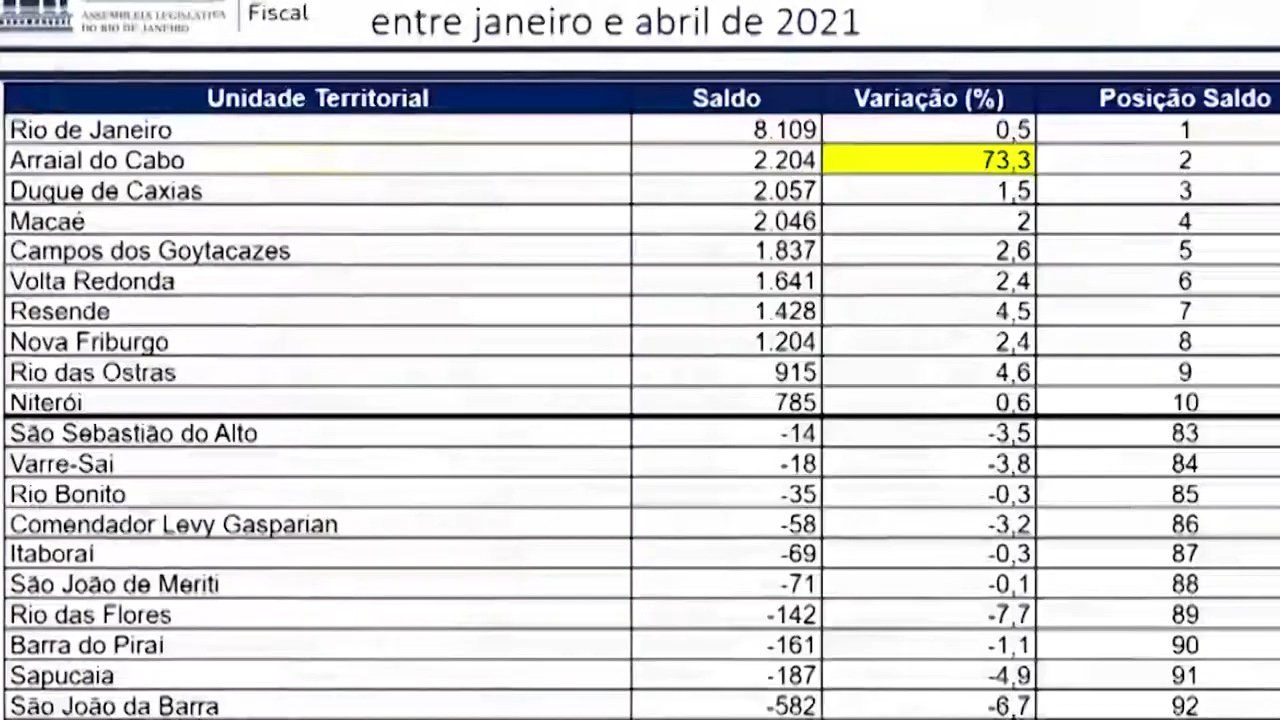 ASSEMBLEIA LEGISLATIVA
DO RIO DE JANEIRO
Fiscal
entre janeiro e abril de 2021
Unidade Territorial Saldo Variação (%) Posição Saldo
Rio de Janeiro 8.109 0,5 1
Arraial do Cabo 2.204 73,3 2
Duque de Caxias 2.057 1,5 3
Macaé 2.046 2 4
Campos dos Goytacazes 1.837 2,6 5
Volta Redonda 1.641 2,4 6
Resende 1.428 4,5 7
Nova Friburgo 1.204 2,4 8
Rio das Ostras 915 4,6 9
Niterói 785 0,6 10
São Sebastião do Alto -14 -3,5 83
Varre-Sai -18 -3,8 84
Rio Bonito -35 -0,3 85
Comendador Levy Gasparian -58 -3,2 86
Itaboraí -69 -0,3 87
São João de Meriti -71 -0,1 88
Rio das Flores -142 -7,7 89
Barra do Piraí -161 -1,1 90
Sapucaia -187 -4,9 91
São João da Barra -582 -6,7 92